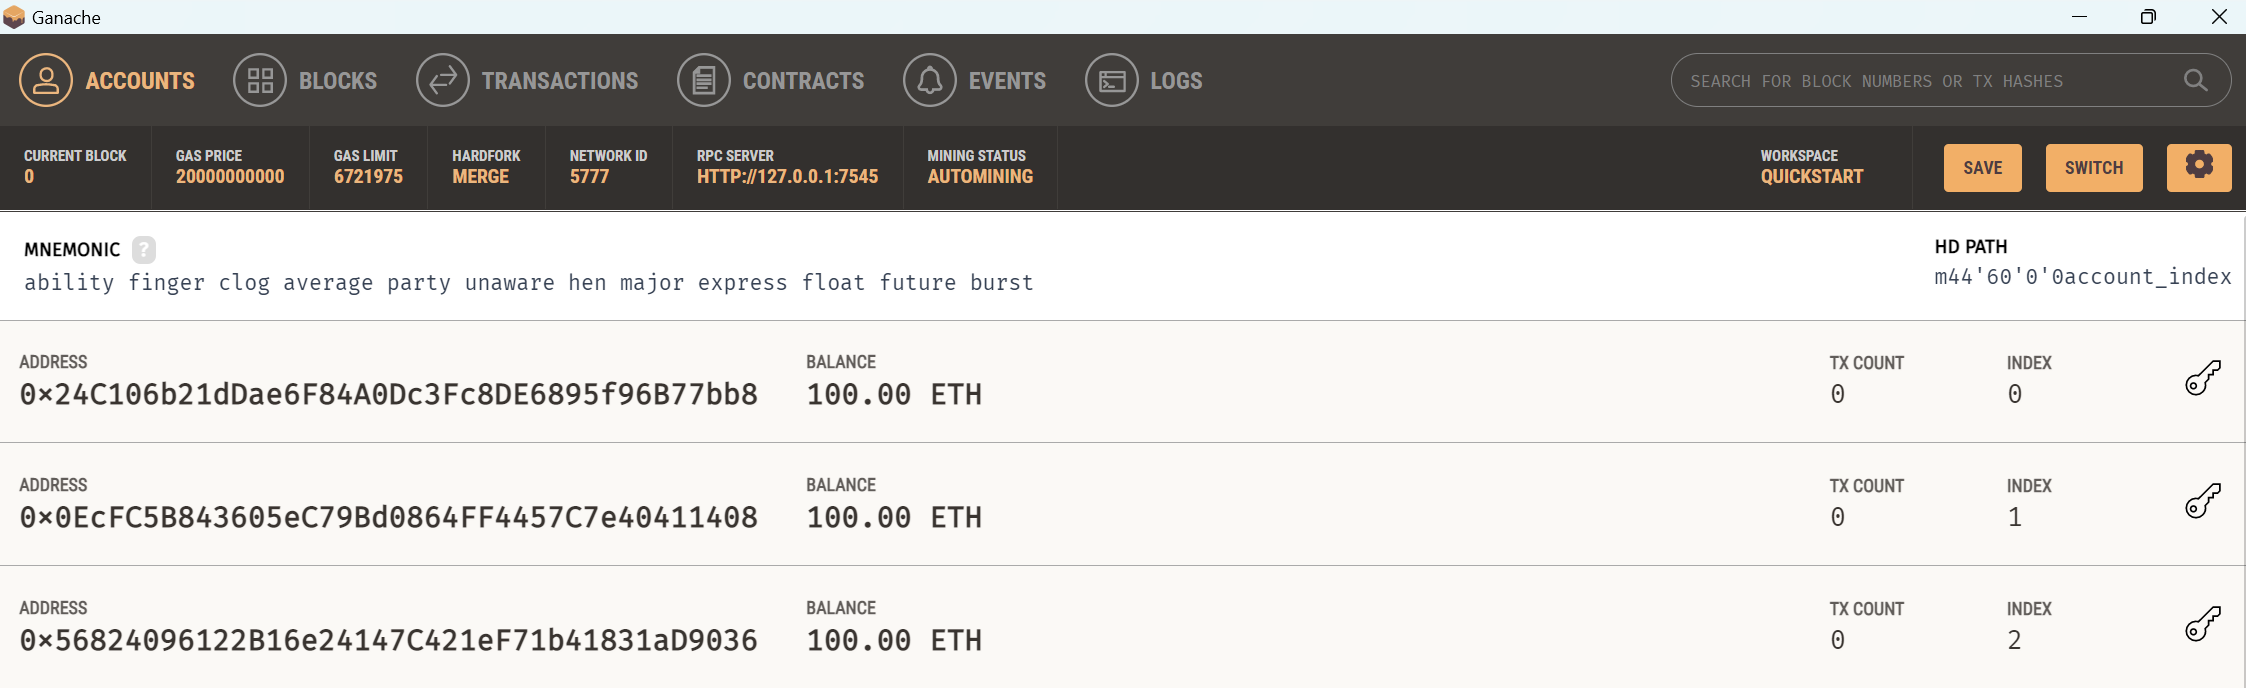 Ganache
ACCOUNTS BLOCKS TRANSACTIONS CONTRACTS EVENTS LOGS SEARCH FOR BLOCK NUMBERS OR TX HASHES
CURRENT BLOCK GAS PRICE GAS LIMIT HARDFORK NETWORK ID RPC SERVER MINING STATUS WORKSPACE
0 20000000000 6721975 MERGE 5777 HTTP://127.0.0.1:7545 AUTOMINING QUICKSTART SAVE SWITCH
MNEMONIC ? HD PATH
ability finger clog average party unaware hen major express float future burst m44'60'0'0account_index
ADDRESS BALANCE TX COUNT INDEX
0×24C106b21dDae6F84A0Dc3Fc8DE6895f96B77bb8 100.00 ETH 0 0
ADDRESS BALANCE TX COUNT INDEX
0×0EcFC5B843605eC79Bd0864FF4457C7e40411408 100.00 ETH 0 1
ADDRESS BALANCE TX COUNT INDEX
0×56824096122B16e24147C421eF71b41831aD9036 100.00 ETH 0 2